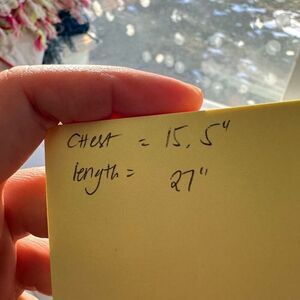 CHest = 15.5"
length = 27"